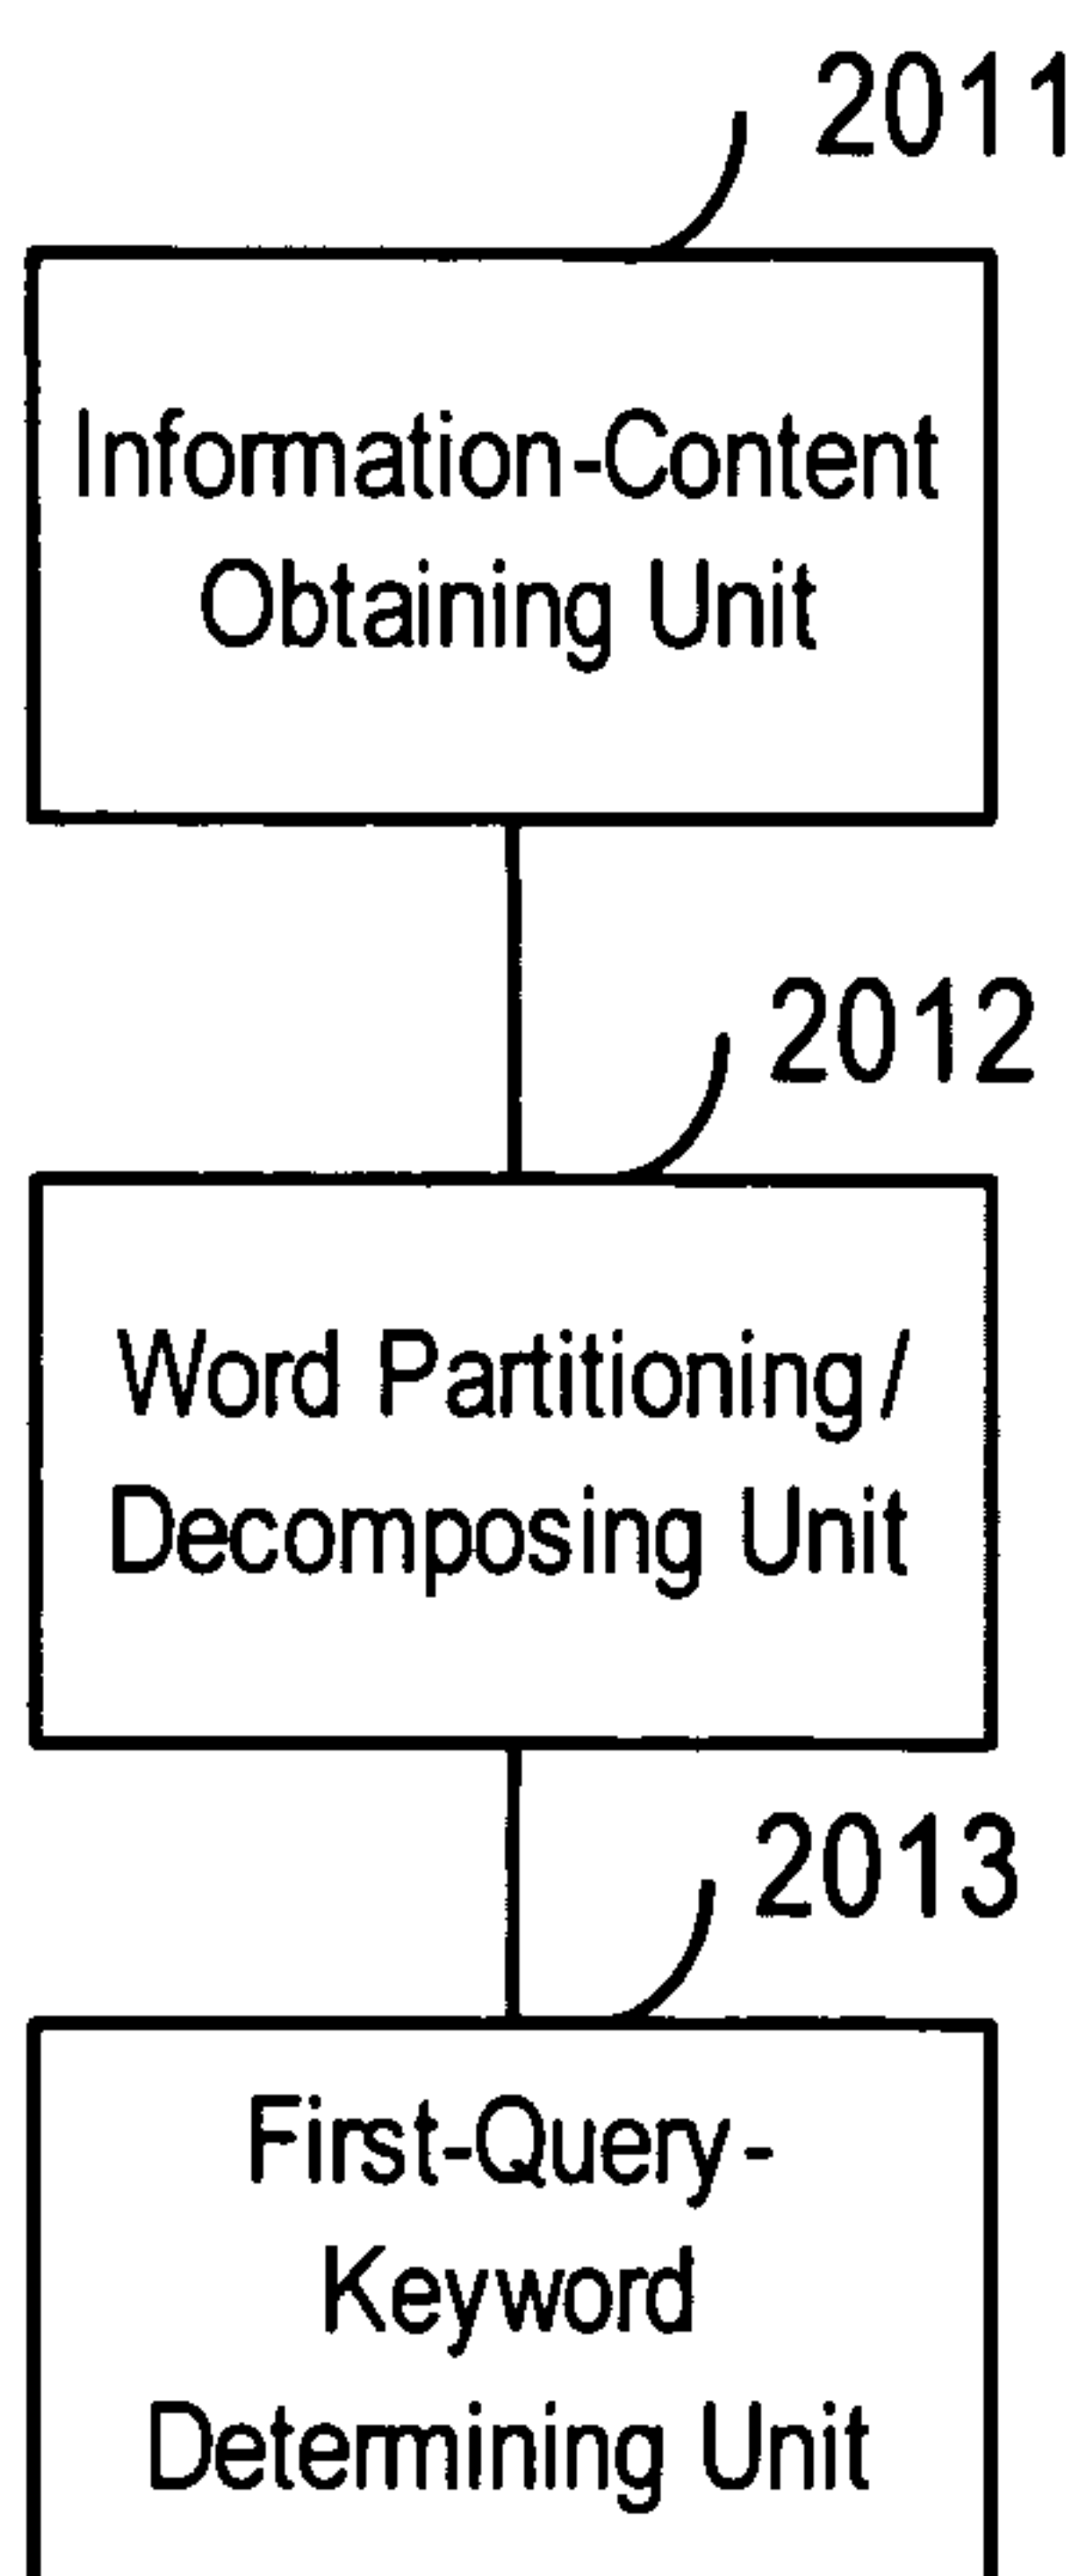 2011
Information-Content
Obtaining Unit
2012
Word Partitioning/
Decomposing Unit
2013
First-Query-
Keyword
Determining Unit